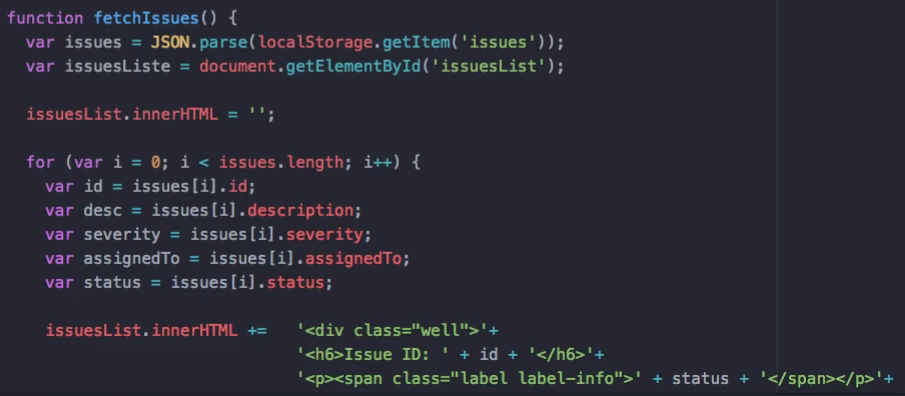 function fetchIssues() {
var issues = JSON.parse(localStorage.getItem('issues'));
var issuesListe = document.getElementById('issuesList');
issuesList.innerHTML = '';
for (var i = 0; i < issues.length; i++) {
var id = issues[i].id;
var desc = issues[i].description;
var severity = issues[i].severity;
var assignedTo = issues[i].assignedTo;
var status = issues[i].status;
issuesList.innerHTML += '<div class="well">'+
'<h6>Issue ID: ' + id + '</h6>'+
'<p><span class="label label-info">' + status + '</span></p>'+